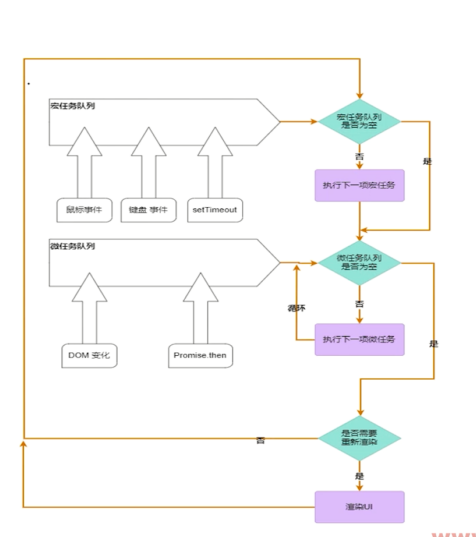 宏任务队列
宏任务队列
是否为空
否
是
执行下一项宏任务
鼠标事件
键盘 事件
setTimeout
微任务队列
微任务队列
是否为空
否
循环
执行下一项微任务
是
DOM 变化
Promise.then
是否需要
重新渲染
否
是
渲染UI